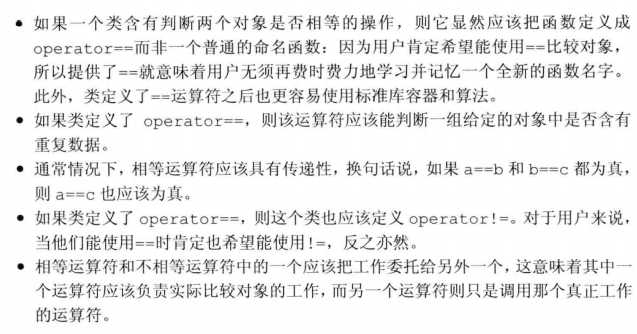 • 如果一个类含有判断两个对象是否相等的操作，则它显然应该把函数定义成
operator==而非一个普通的命名函数：因为用户肯定希望能使用==比较对象，
所以提供了==就意味着用户无须再费时费力地学习并记忆一个全新的函数名字。
此外，类定义了==运算符之后也更容易使用标准库容器和算法。
• 如果类定义了 operator==，则该运算符应该能判断一组给定的对象中是否含有
重复数据。
• 通常情况下，相等运算符应该具有传递性，换句话说，如果 a==b 和 b==c 都为真，
则 a==c 也应该为真。
• 如果类定义了 operator==，则这个类也应该定义 operator!=。对于用户来说，
当他们能使用==时肯定也希望能使用!=，反之亦然。
• 相等运算符和不相等运算符中的一个应该把工作委托给另外一个，这意味着其中一
个运算符应该负责实际比较对象的工作，而另一个运算符则只是调用那个真正工作
的运算符。